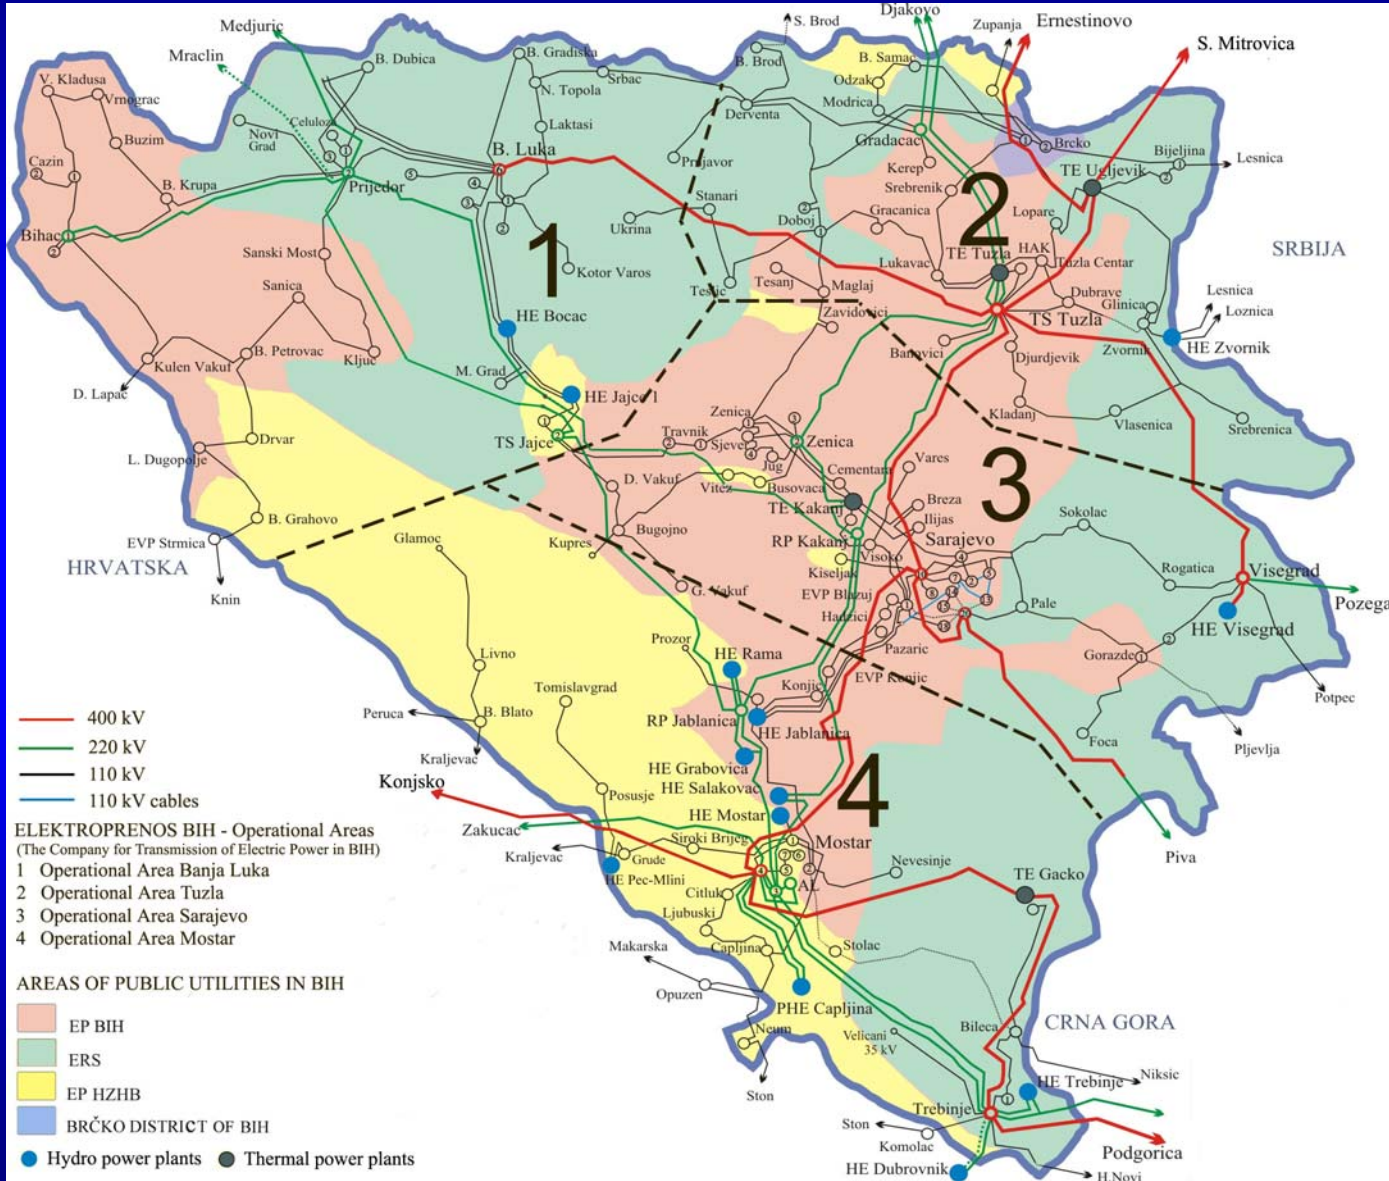 Medjuric
Mraclin
Djakovo
S. Brod
Zupanja
Ernestinovo
S. Mitrovica
V. Kladusa
Vrnograc
Buzim
Cazin
B. Krupa
Bihac
B. Dubica
Celuloza
Novi
Grad
Prijedor
B. Gradiska
Srbac
N. Topola
Laktasi
B. Luka
B. Brod
Derventa
Prnjavor
Stanari
Ukrina
Doboj
Teslic
B. Samac
Odzak
Modrica
Gradacac
Kerep
Srebrenik
Gracanica
Lukavac
Brcko
TE Ugljevik
Bijeljina
Lesnica
Lopare
HAK
TE Tuzla
Tuzla Centar
Dubrave
TS Tuzla
Glinica
Zvornik
HE Zvornik
Lesnica
Loznica
SRBIJA
Sanski Most
Sanica
Kotor Varos
HE Bocac
Tesanj
Maglaj
Zavidovici
Banovici
Djurdjevik
Kladanj
Vlasenica
Srebrenica
Kulen Vakuf
B. Petrovac
Kljuc
D. Lapac
M. Grad
HE Jajce 1
TS Jajce
Drvar
L. Dugopolje
B. Grahovo
EVP Strmica
Knin
HRVATSKA
Zenica
Travnik
Sjever
Jug
Zenica
Vitez
Busovaca
D. Vakuf
Bugojno
G. Vakuf
Kupres
Glamoc
Cementara
TE Kakanj
RP Kakanj
Vares
Breza
Ilijas
Visoko
Sarajevo
Kiseljak
EVP Blazuj
Hadzici
Pazaric
EVP Konjic
Konjic
Sokolac
Rogatica
Visegrad
HE Visegrad
Pozega
Pale
Gorazde
Foca
Potpec
Pljevlja
Piva
1
2
3
4
Livno
B. Blato
Peruca
Kraljevac
Tomislavgrad
Prozor
HE Rama
RP Jablanica
HE Jablanica
HE Grabovica
HE Salakovac
HE Mostar
Mostar
Posusje
Konjsko
Zakucac
Kraljevac
Grude
HE Pec-Mlini
Siroki Brijeg
Citluk
Ljubuski
Capljina
AL
Nevesinje
TE Gacko
Stolac
Makarska
Opuzen
Neum
Ston
PHE Capljina
Velicani
35 kV
Bileca
CRNA GORA
Niksic
HE Trebinje
Trebinje
Podgorica
Ston
Komolac
HE Dubrovnik
H.Novi
400 kV
220 kV
110 kV
110 kV cables
ELEKTROPRENOS BIH - Operational Areas
(The Company for Transmission of Electric Power in BIH)
1 Operational Area Banja Luka
2 Operational Area Tuzla
3 Operational Area Sarajevo
4 Operational Area Mostar
AREAS OF PUBLIC UTILITIES IN BIH
EP BIH
ERS
EP HZHB
BRČKO DISTRICT OF BIH
Hydro power plants Thermal power plants